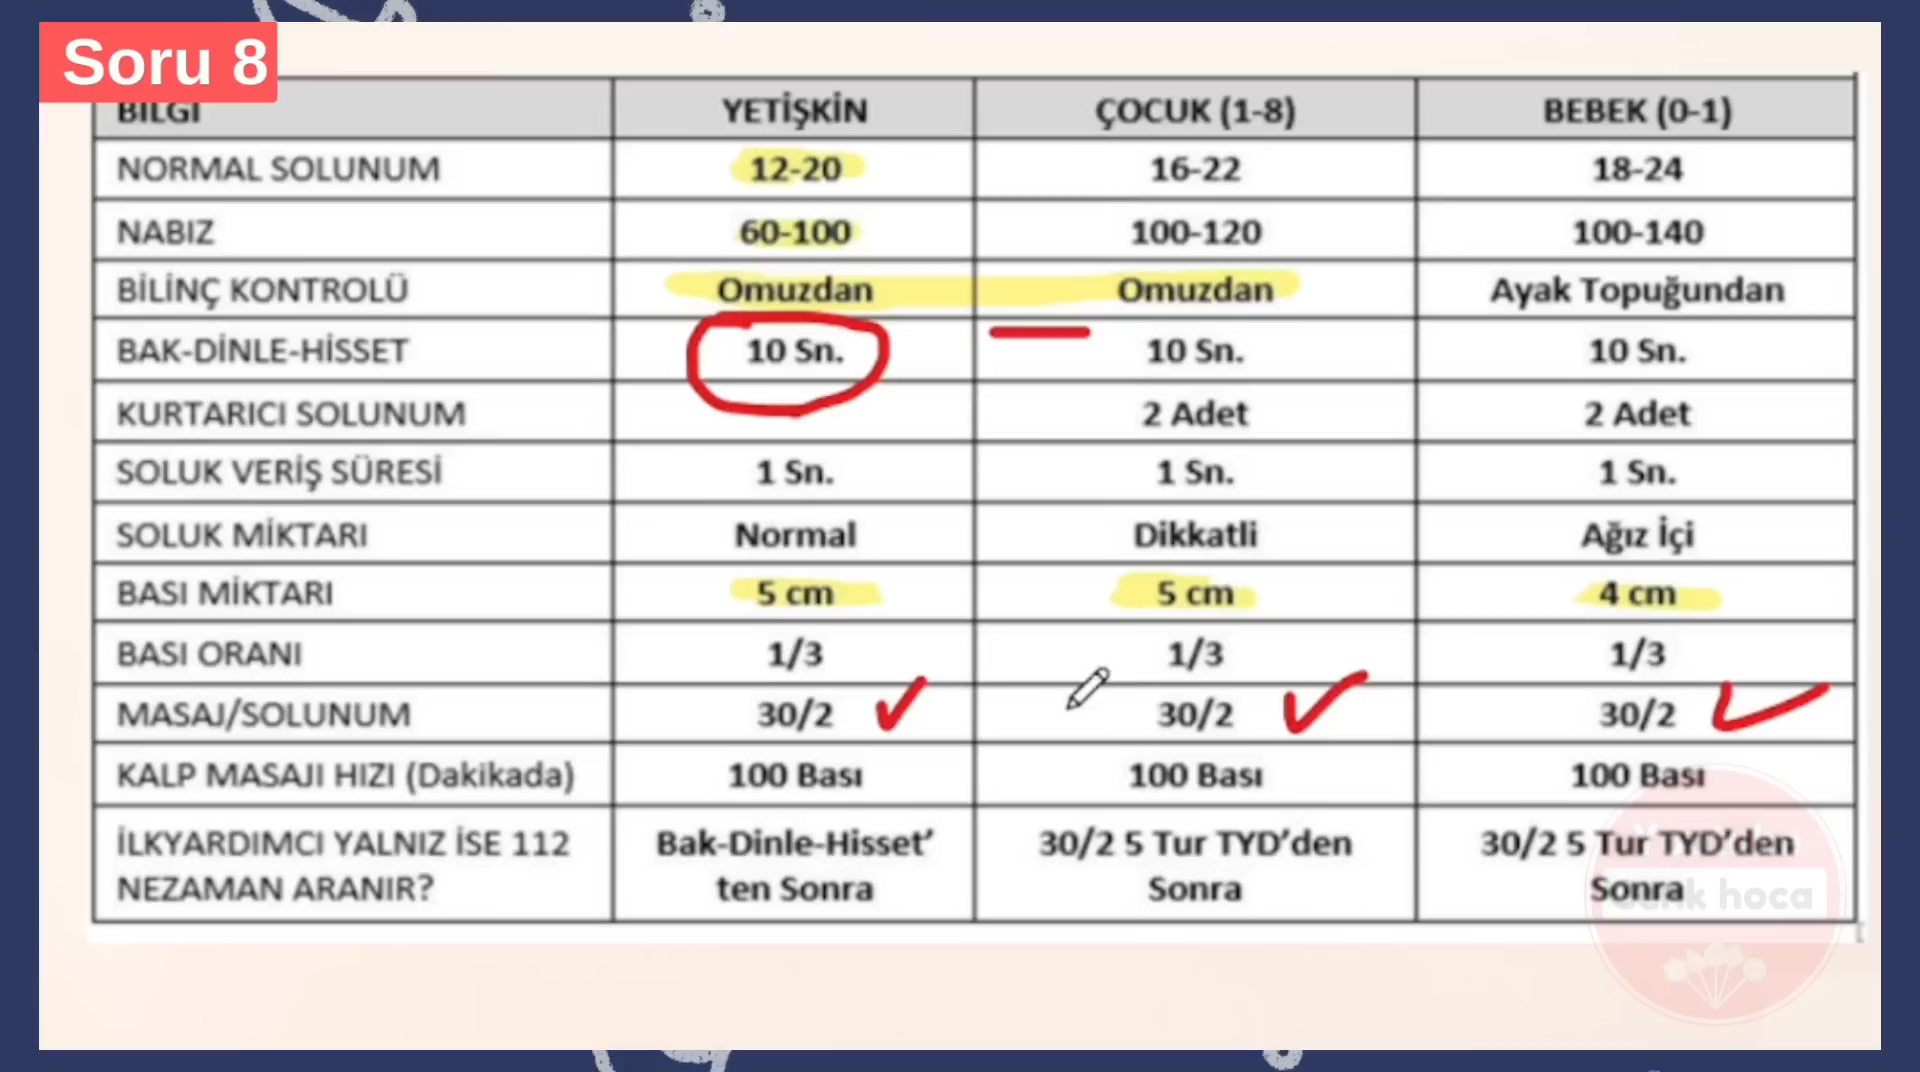 Soru 8
BİLGİ YETİŞKİN ÇOCUK (1-8) BEBEK (0-1)
NORMAL SOLUNUM 12-20 16-22 18-24
NABIZ 60-100 100-120 100-140
BİLİNÇ KONTROLÜ Omuzdan Omuzdan Ayak Topuğundan
BAK-DİNLE-HİSSET 10 Sn. 10 Sn. 10 Sn.
KURTARICI SOLUNUM 2 Adet 2 Adet
SOLUK VERİŞ SÜRESİ 1 Sn. 1 Sn. 1 Sn.
SOLUK MİKTARI Normal Dikkatli Ağız İçi
BASI MİKTARI 5 cm 5 cm 4 cm
BASI ORANI 1/3 1/3 1/3
MASAJ/SOLUNUM 30/2 30/2 30/2
KALP MASAJI HIZI (Dakikada) 100 Bası 100 Bası 100 Bası
İLKYARDIMCI YALNIZ İSE 112 Bak-Dinle-Hisset’ 30/2 5 Tur TYD’den 30/2 5 Tur TYD’den
NEZAMAN ARANIR? ten Sonra Sonra Sonra
hoca